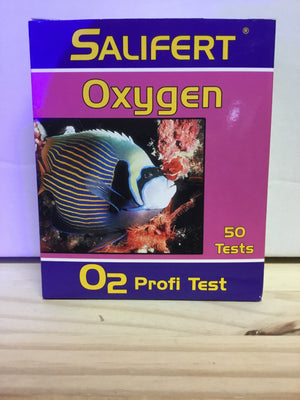 SALIFERT®
Oxygen
50
Tests
O2 Profi Test